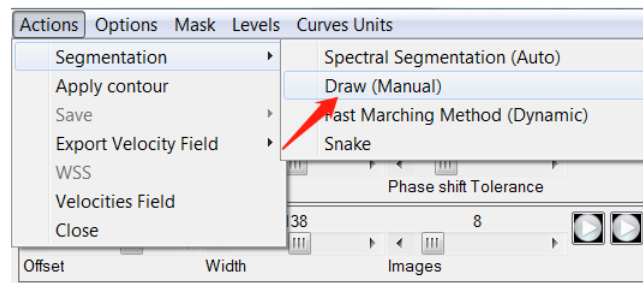 Actions Options Mask Levels Curves Units
Segmentation
Spectral Segmentation (Auto)
Apply contour
Draw (Manual)
Save
Fast Marching Method (Dynamic)
Export Velocity Field
Snake
WSS
Phase shift Tolerance
Velocities Field
Close
138
8
Offset
Width
Images